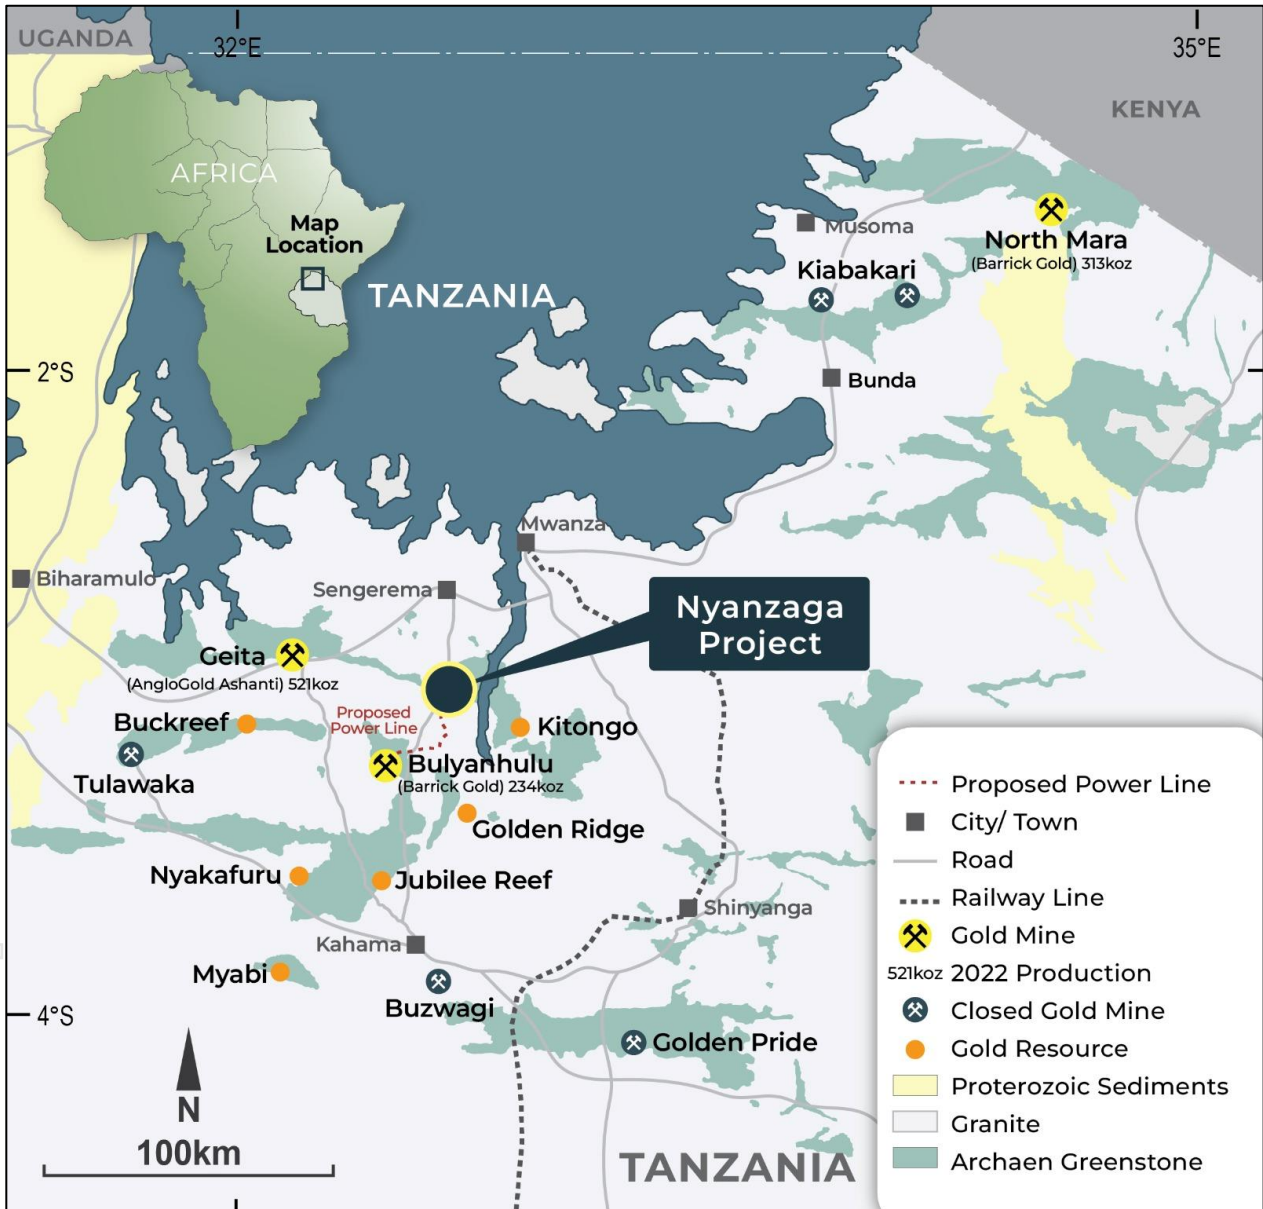 UGANDA
32°E
35°E
KENYA
AFRICA
Map
Location
TANZANIA
Musoma
North Mara
(Barrick Gold) 313koz
Kiabakari
2°S
Bunda
Mwanza
Biharamulo
Sengerema
Nyanzaga
Project
Geita
(AngloGold Ashanti) 521koz
Proposed
Power Line
Buckreef
Kitongo
Tulawaka
Bulyanhulu
(Barrick Gold) 234koz
Golden Ridge
Nyakafuru
Jubilee Reef
Shinyanga
Kahama
Myabi
Buzwagi
4°S
Golden Pride
N
100km
TANZANIA
Proposed Power Line
City/ Town
Road
Railway Line
Gold Mine
521koz 2022 Production
Closed Gold Mine
Gold Resource
Proterozoic Sediments
Granite
Archaen Greenstone